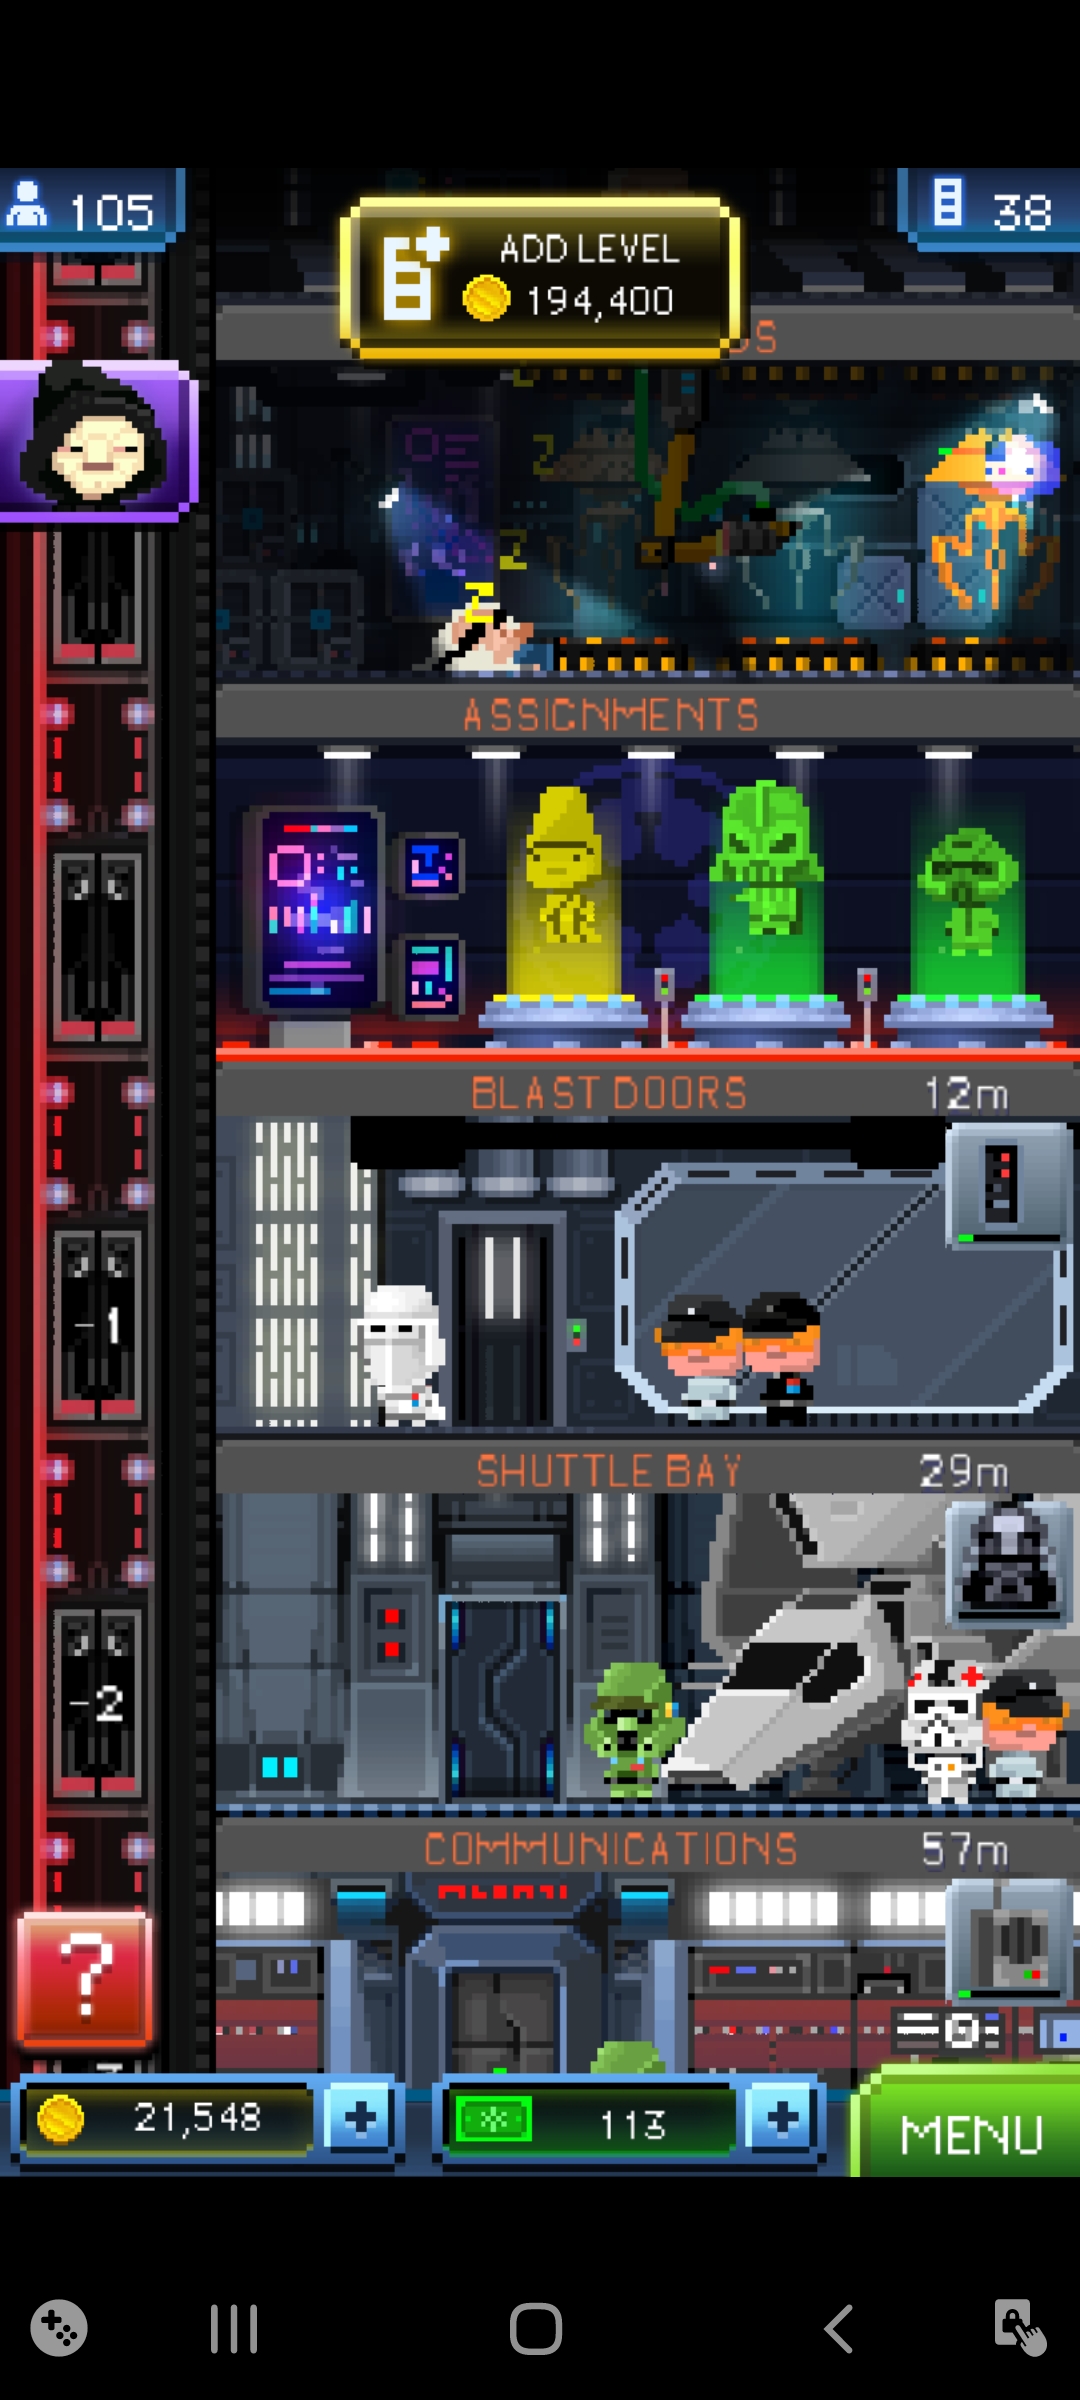 105
ADD LEVEL
194,400
38
DS
Z
Z
Z
ASSIGNMENTS
BLAST DOORS 12m
-1
SHUTTLE BAY 29m
-2
COMMUNICATIONS 57m
?
21,548 +
113 +
MENU